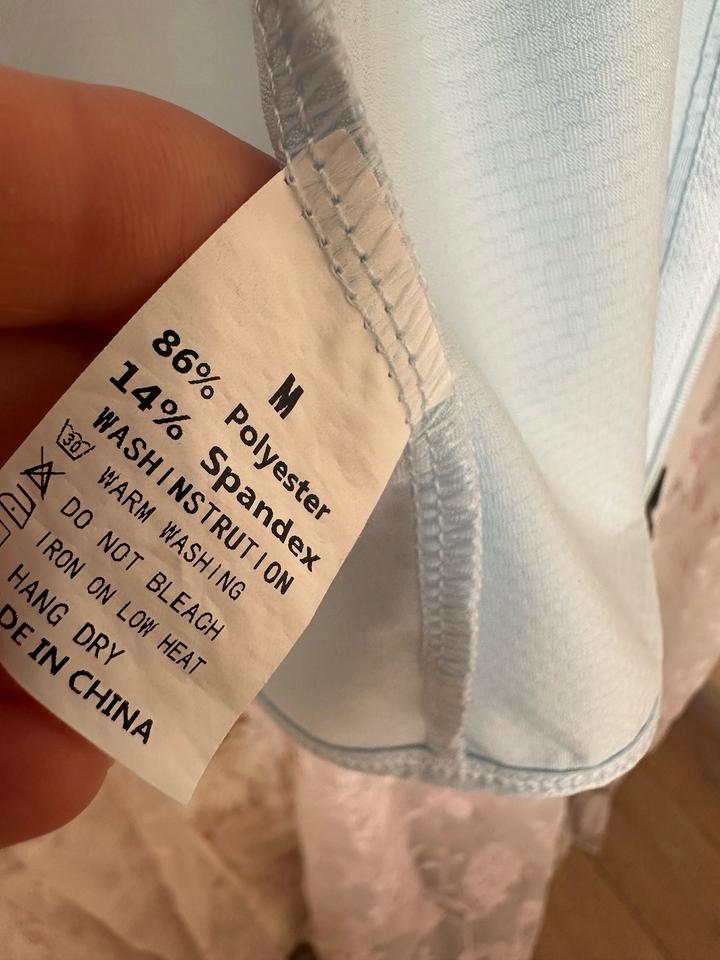 M
86% Polyester
14% Spandex
WASHINSTRUTION
30
WARM WASHING
DO NOT BLEACH
IRON ON LOW HEAT
HANG DRY
DE IN CHINA